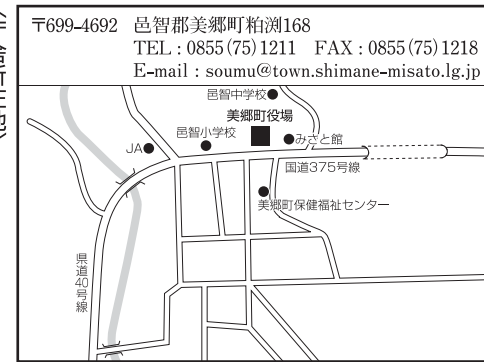 〒699-4692 邑智郡美郷町粕渕168
TEL：0855(75)1211 FAX：0855(75)1218
E-mail：soumu@town.shimane-misato.lg.jp
邑智中学校
美郷町役場
邑智小学校
みさと館
JA
国道375号線
美郷町保健福祉センター
県道40号線